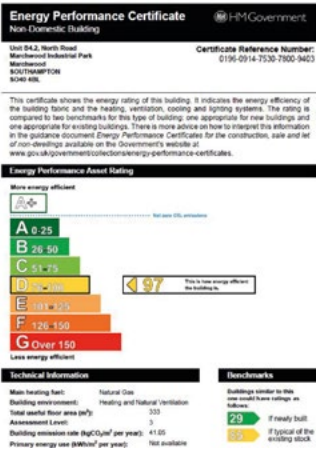 Energy Performance Certificate
HM Government
Non-Domestic Building
Unit B4.2, North Road
Marchwood Industrial Park
Marchwood
SOUTHAMPTON
SO40 4BL
Certificate Reference Number:
0196-0914-7530-7800-9403
This certificate shows the energy rating of this building. It indicates the energy efficiency of
the building fabric and the heating, ventilation, cooling and lighting systems. The rating is
compared to two benchmarks for this type of building: one appropriate for new buildings and
one appropriate for existing buildings. There is more advice on how to interpret this information
in the guidance document Energy Performance Certificates for the construction, sale and let
of non-dwellings available on the Government's website at
www.gov.uk/government/collections/energy-performance-certificates.
Energy Performance Asset Rating
More energy efficient
A+
Net zero CO₂ emissions
A 0-25
B 26-50
C 51-75
D 76-100
97
This is how energy efficient
the building is.
E 101-125
F 126-150
G Over 150
Less energy efficient
Technical Information
Main heating fuel: Natural Gas
Building environment: Heating and Natural Ventilation
Total useful floor area (m²): 333
Assessment Level: 3
Building emission rate (kgCO₂/m² per year): 41.05
Primary energy use (kWh/m² per year): Not available
Benchmarks
Buildings similar to this
one could have ratings as
follows:
29 If newly built
If typical of the
existing stock